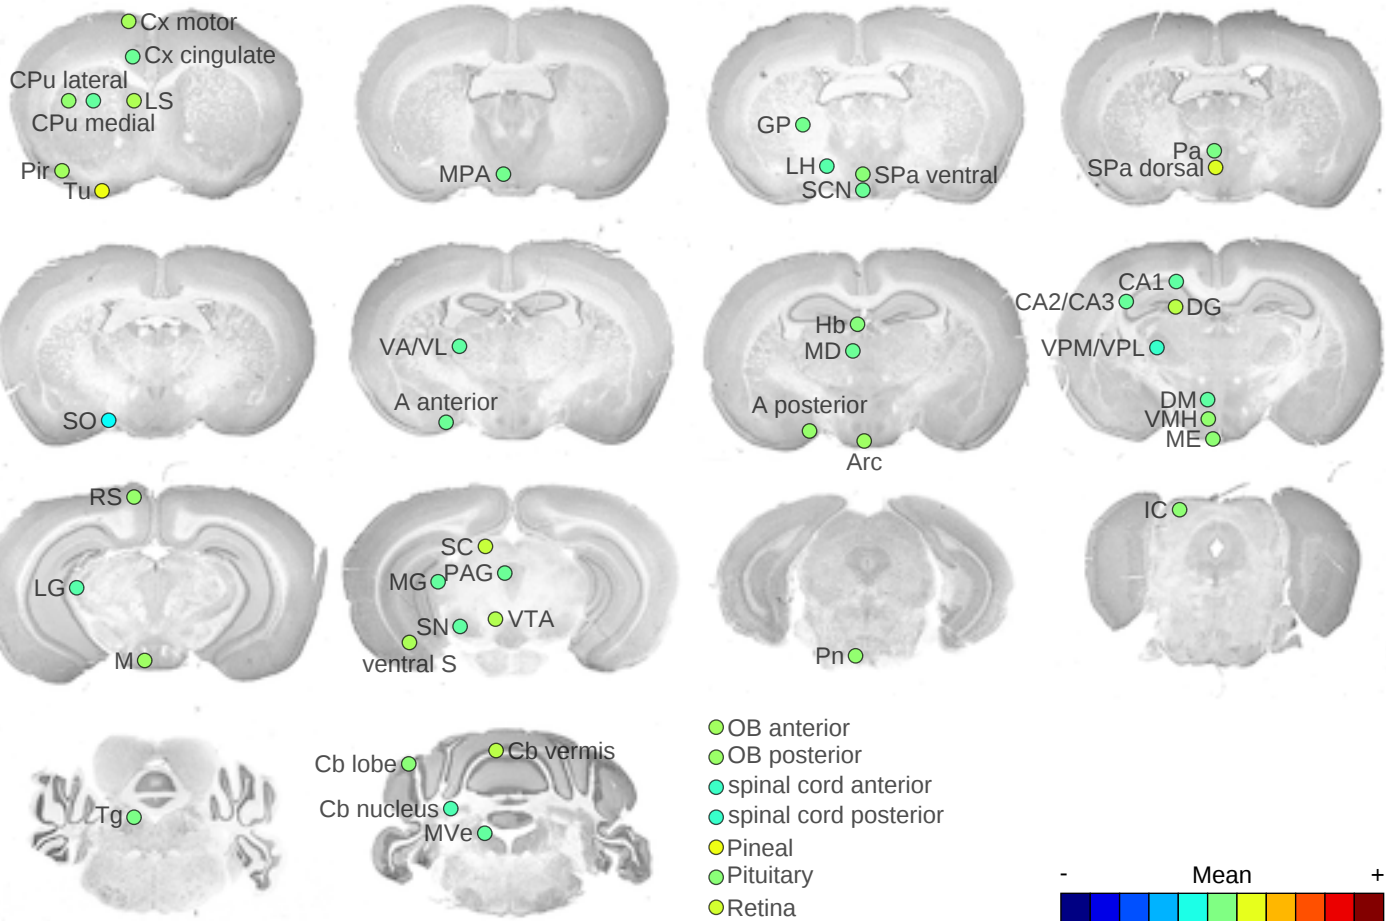 Cx motor
Cx cingulate
CPu lateral
LS
CPu medial
Pir
Tu
MPA
GP
LH
SPa ventral
SCN
Pa
SPa dorsal
SO
VA/VL
A anterior
Hb
MD
A posterior
Arc
CA1
CA2/CA3
DG
VPM/VPL
DM
VMH
ME
RS
LG
M
SC
PAG
MG
VTA
SN
ventral S
Pn
IC
Tg
Cb vermis
Cb lobe
Cb nucleus
MVe
OB anterior
OB posterior
spinal cord anterior
spinal cord posterior
Pineal
Pituitary
Retina
- Mean +